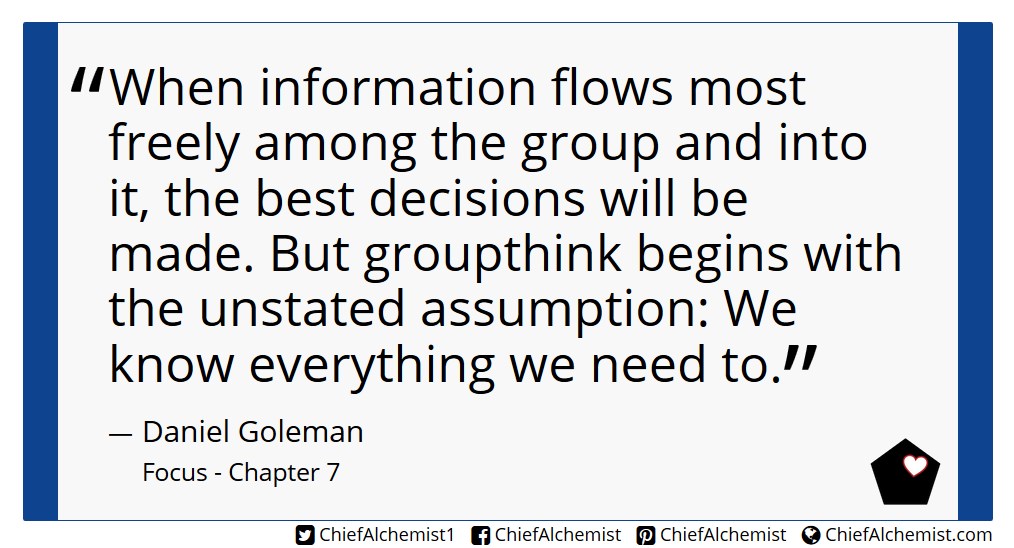 “When information flows most
freely among the group and into
it, the best decisions will be
made. But groupthink begins with
the unstated assumption: We
know everything we need to.”
— Daniel Goleman
Focus - Chapter 7
ChiefAlchemist1 ChiefAlchemist ChiefAlchemist ChiefAlchemist.com